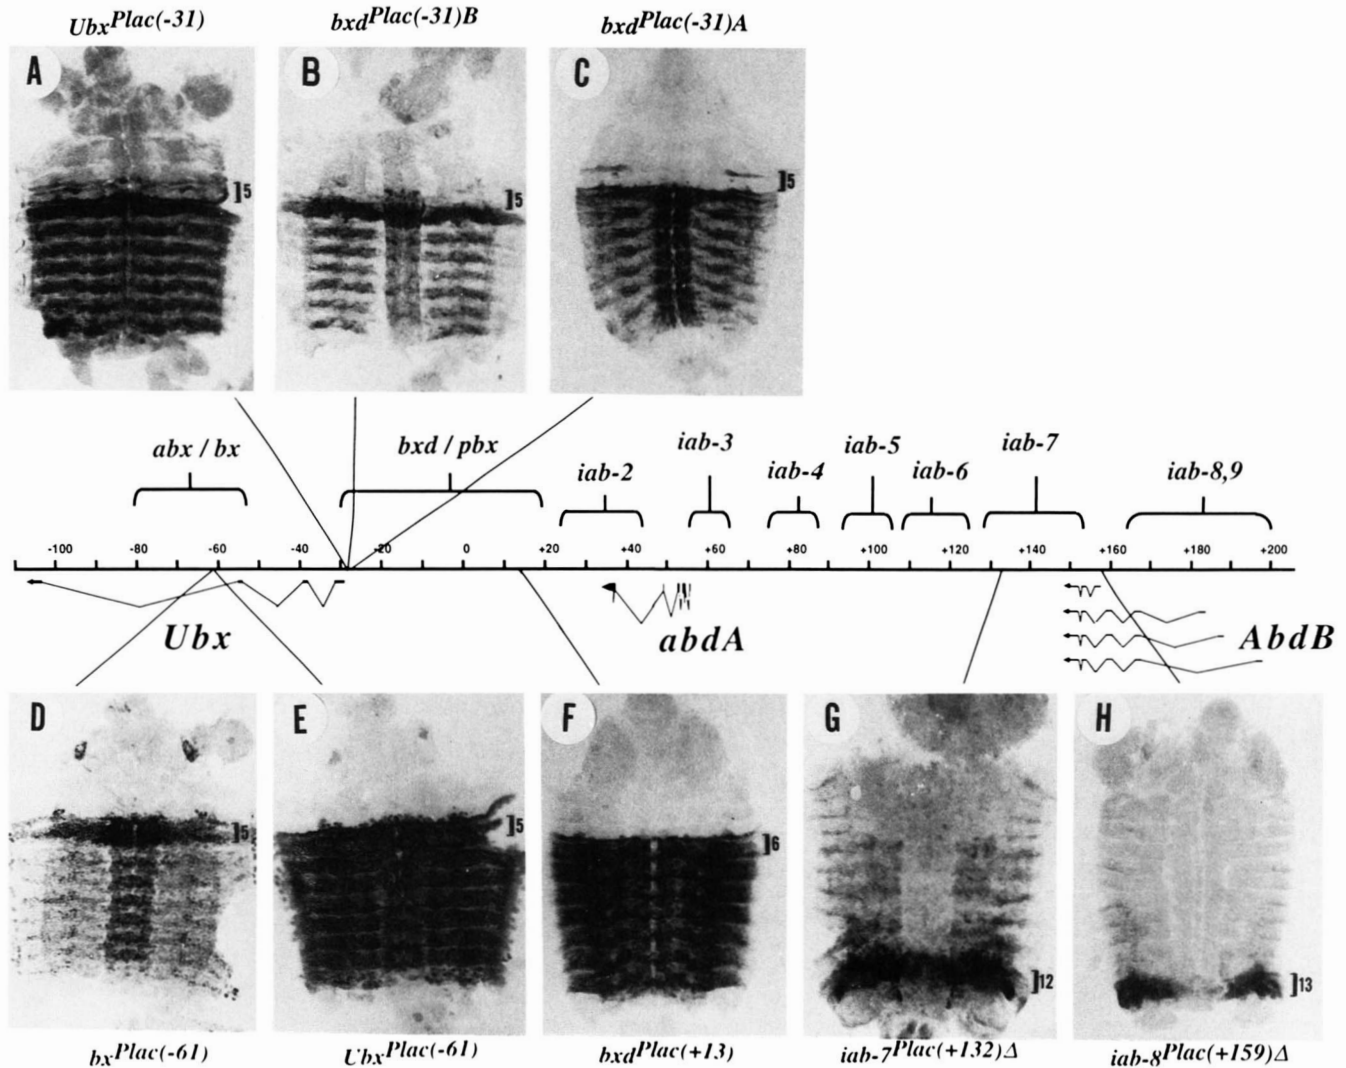 Ubx^Plac(-31)
bxd^Plac(-31)B
bxd^Plac(-31)A
A
B
C
]5
]5
]5
abx / bx
bxd / pbx
iab-2
iab-3
iab-4
iab-5
iab-6
iab-7
iab-8,9
-100 -80 -60 -40 -20 0 +20 +40 +60 +80 +100 +120 +140 +160 +180 +200
Ubx
abdA
AbdB
D
E
F
G
H
]5
]5
]6
]12
]13
bx^Plac(-61)
Ubx^Plac(-61)
bxd^Plac(+13)
iab-7^Plac(+132)Δ
iab-8^Plac(+159)Δ